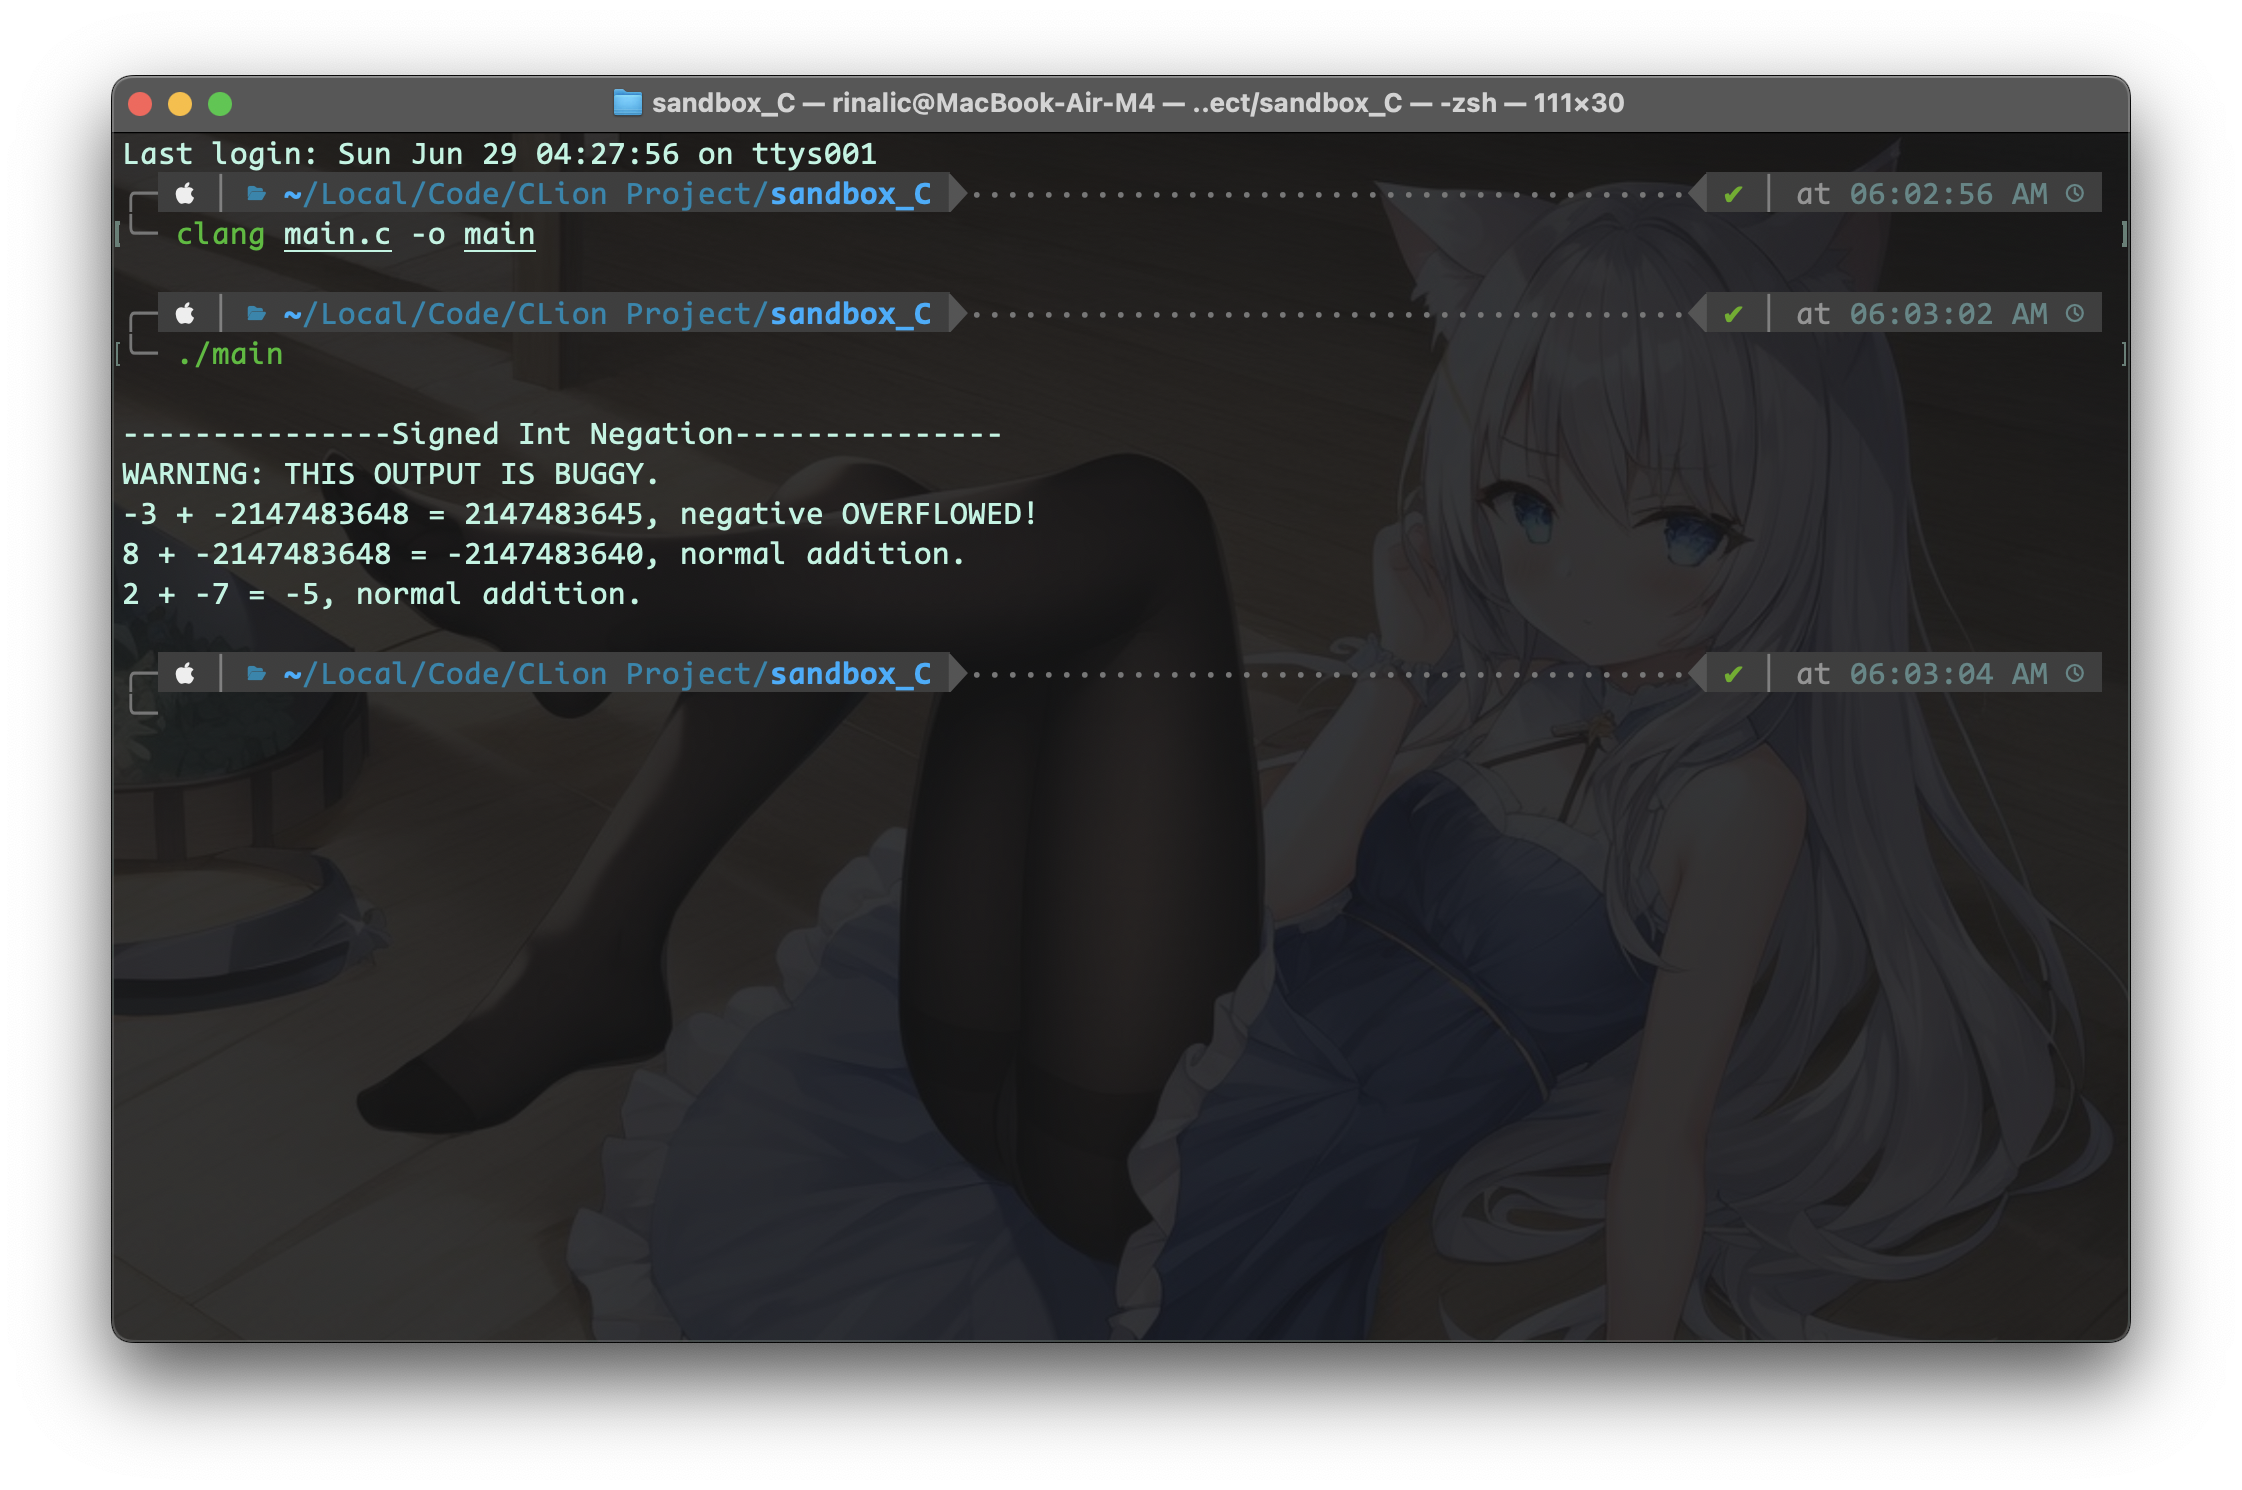 sandbox_C — rinalic@MacBook-Air-M4 — ..ect/sandbox_C — -zsh — 111×30
Last login: Sun Jun 29 04:27:56 on ttys001
~/Local/Code/CLion Project/sandbox_C ✔ at 06:02:56 AM
clang main.c -o main
~/Local/Code/CLion Project/sandbox_C ✔ at 06:03:02 AM
./main
---------------Signed Int Negation---------------
WARNING: THIS OUTPUT IS BUGGY.
-3 + -2147483648 = 2147483645, negative OVERFLOWED!
8 + -2147483648 = -2147483640, normal addition.
2 + -7 = -5, normal addition.
~/Local/Code/CLion Project/sandbox_C ✔ at 06:03:04 AM